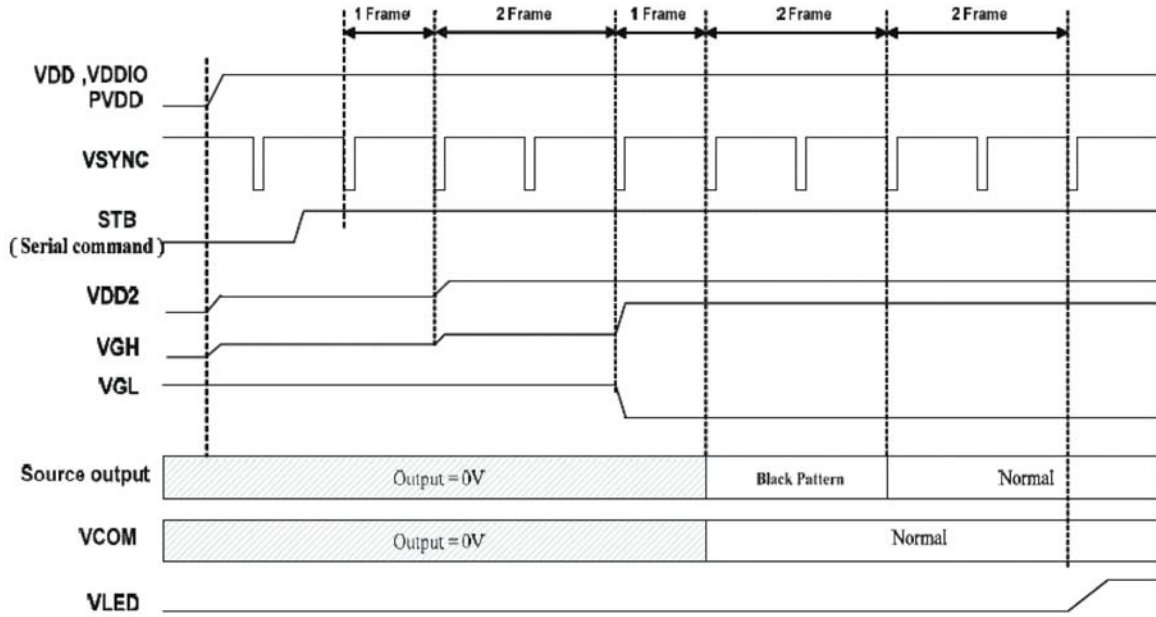 1 Frame 2 Frame 1 Frame 2 Frame 2 Frame
VDD ,VDDIO
PVDD
VSYNC
STB
( Serial command )
VDD2
VGH
VGL
Source output Output = 0V Black Pattern Normal
VCOM Output = 0V Normal
VLED